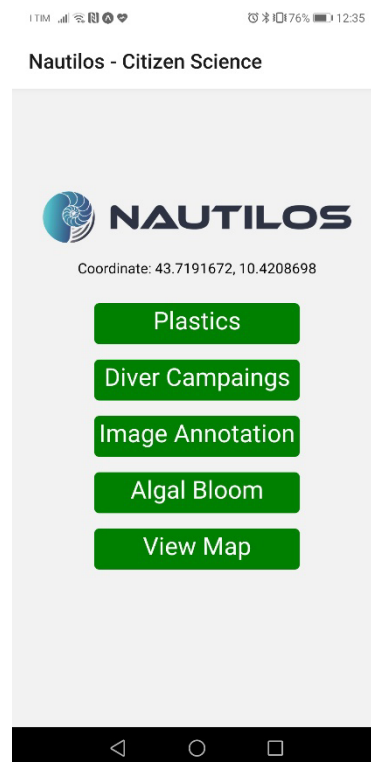 I TIM 76% 12:35
Nautilos - Citizen Science
NAUTILOS
Coordinate: 43.7191672, 10.4208698
Plastics
Diver Campaings
Image Annotation
Algal Bloom
View Map